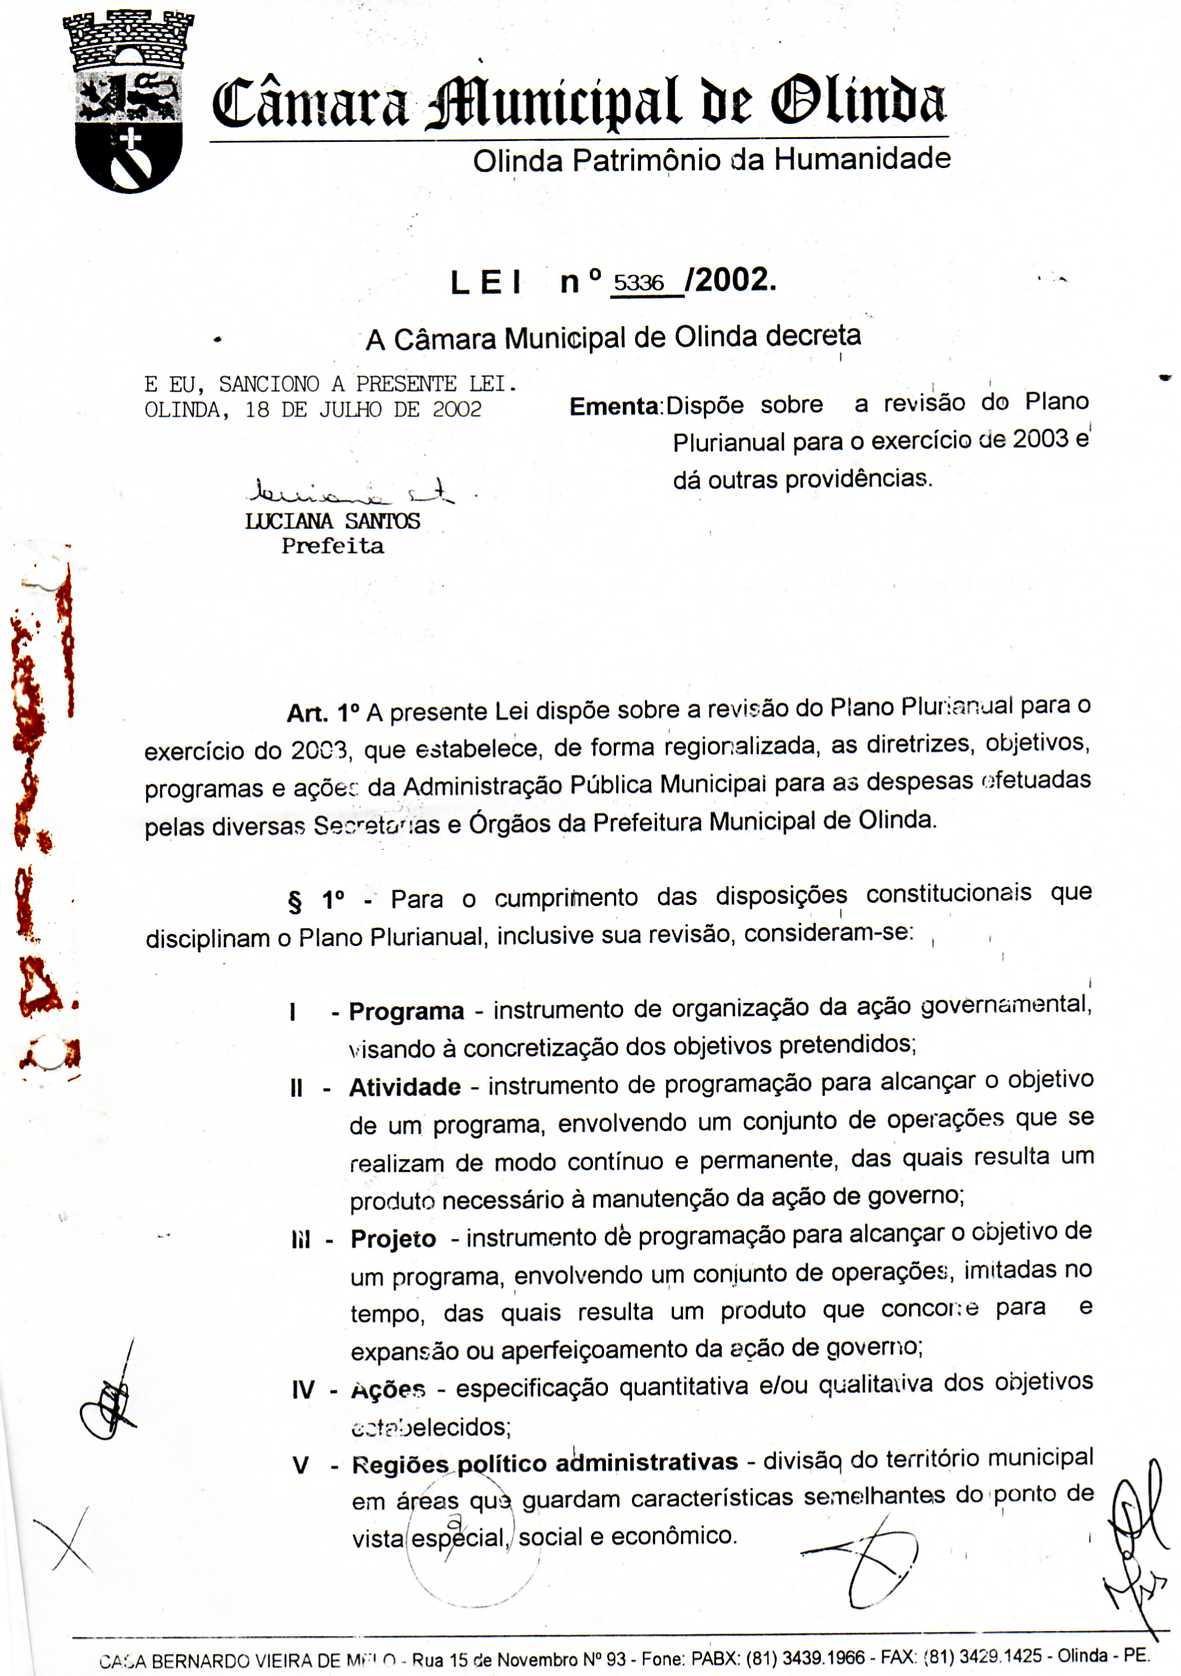 Câmara Municipal de Olinda
Olinda Patrimônio da Humanidade
LEI nº 5336 /2002.
A Câmara Municipal de Olinda decreta
E EU, SANCIONO A PRESENTE LEI.
OLINDA, 18 DE JULHO DE 2002
Ementa:Dispõe sobre a revisão do Plano
Plurianual para o exercício de 2003 e
dá outras providências.
LUCIANA SANTOS
Prefeita
Art. 1º A presente Lei dispõe sobre a revisão do Plano Plurianual para o
exercício do 2003, que estabelece, de forma regionalizada, as diretrizes, objetivos,
programas e ações da Administração Pública Municipal para as despesas efetuadas
pelas diversas Secretarias e Órgãos da Prefeitura Municipal de Olinda.
§ 1º - Para o cumprimento das disposições constitucionais que
disciplinam o Plano Plurianual, inclusive sua revisão, consideram-se:
I - Programa - instrumento de organização da ação governamental,
visando à concretização dos objetivos pretendidos;
II - Atividade - instrumento de programação para alcançar o objetivo
de um programa, envolvendo um conjunto de operações que se
realizam de modo contínuo e permanente, das quais resulta um
produto necessário à manutenção da ação de governo;
III - Projeto - instrumento de programação para alcançar o objetivo de
um programa, envolvendo um conjunto de operações, imitadas no
tempo, das quais resulta um produto que concorre para e
expansão ou aperfeiçoamento da ação de governo;
IV - Ações - especificação quantitativa e/ou qualitativa dos objetivos
estabelecidos;
V - Regiões político administrativas - divisão do território municipal
em áreas que guardam características semelhantes do ponto de
vista especial, social e econômico.
CASA BERNARDO VIEIRA DE MELO - Rua 15 de Novembro Nº 93 - Fone: PABX: (81) 3439.1966 - FAX: (81) 3429.1425 - Olinda - PE.